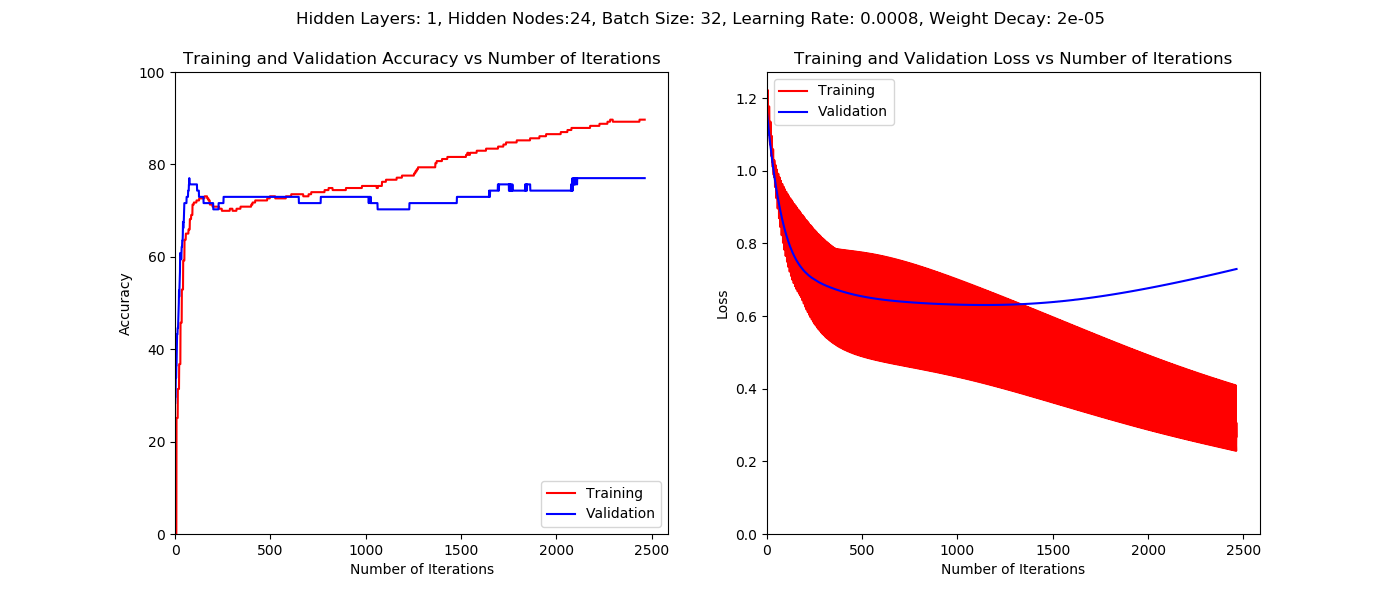 Hidden Layers: 1, Hidden Nodes:24, Batch Size: 32, Learning Rate: 0.0008, Weight Decay: 2e-05
Training and Validation Accuracy vs Number of Iterations
100
80
60
40
20
0
Accuracy
0 500 1000 1500 2000 2500
Number of Iterations
Training
Validation
Training and Validation Loss vs Number of Iterations
Training
Validation
1.2
1.0
0.8
0.6
0.4
0.2
0.0
Loss
0 500 1000 1500 2000 2500
Number of Iterations